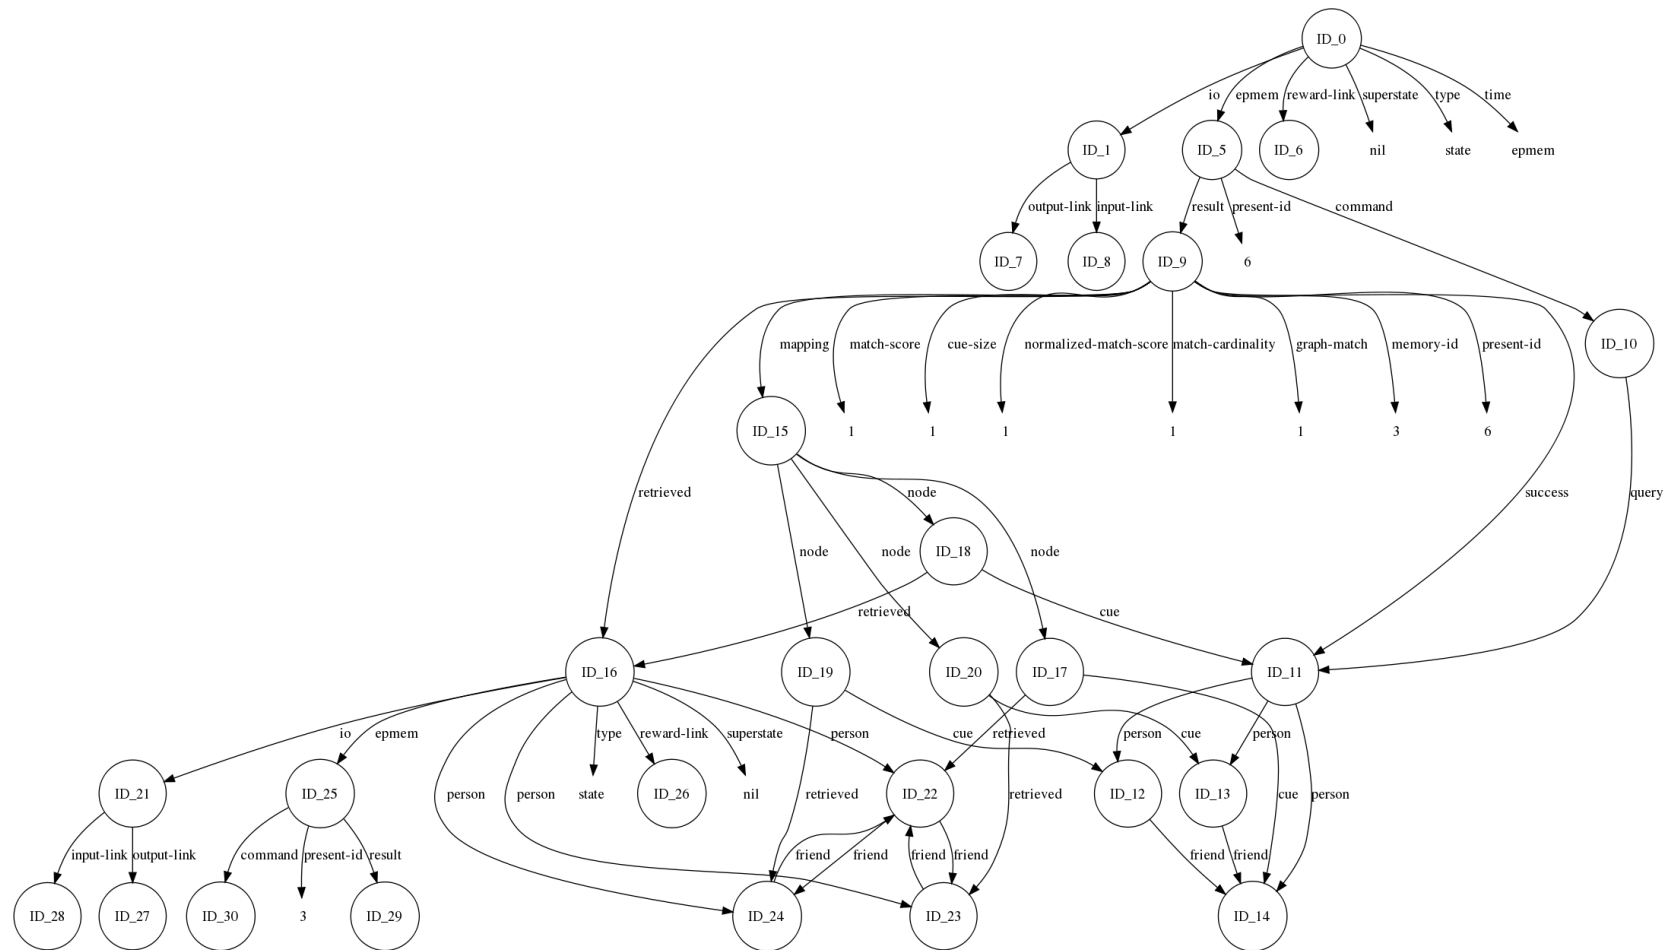 ID_0
io epmem reward-link superstate type time
ID_1 ID_5 ID_6 nil state epmem
output-link input-link result present-id command
ID_7 ID_8 ID_9 6
mapping match-score cue-size normalized-match-score match-cardinality graph-match memory-id present-id ID_10
ID_15 1 1 1 1 1 3 6
retrieved node success query
node node ID_18 node
retrieved cue
ID_16 ID_19 ID_20 ID_17 ID_11
io epmem type reward-link superstate person cue retrieved person cue person
ID_21 ID_25 person person state ID_26 nil retrieved ID_22 retrieved ID_12 ID_13 cue person
input-link output-link command present-id result friend friend friend friend friend friend
ID_28 ID_27 ID_30 3 ID_29 ID_24 ID_23 ID_14